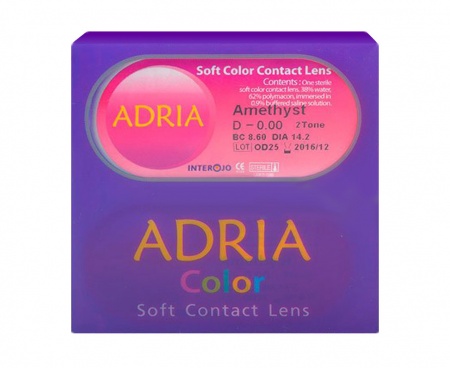 Soft Color Contact Lens
Contents : One sterile
soft color contact lens, 38% water,
62% polymacon, immersed in
0.9% buffered saline solution.
ADRIA
Amethyst
D – 0.00 2Tone
BC 8.60 DIA 14.2
LOT OD25 2016/12
INTEROJO CE STERILE
ADRIA
Color
Soft Contact Lens